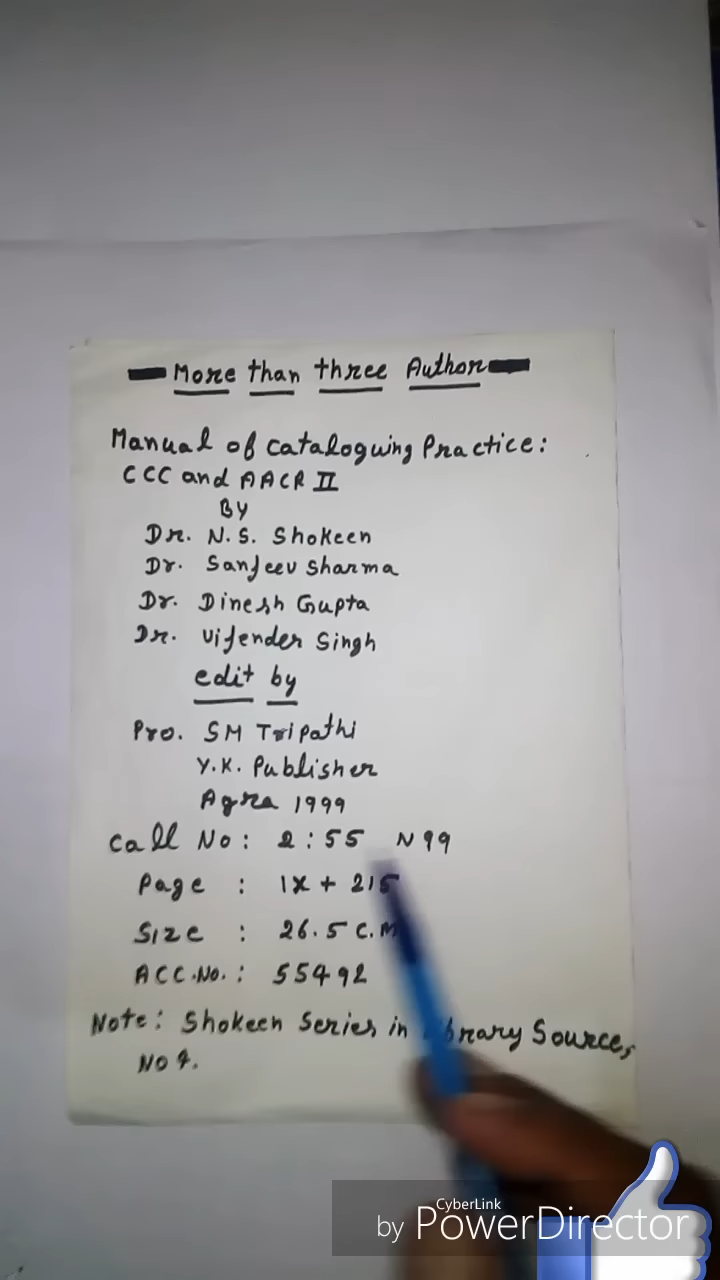 More than three Author
Manual of cataloguing Practice:
CCC and AACR II
By
Dr. N.S. Shokeen
Dr. Sanjeev Sharma
Dr. Dinesh Gupta
Dr. Vijender Singh
edit by
Pro. SM Tripathi
Y.K. Publisher
Agra 1999
Call No: 2:55 N99
Page : IX + 215
Size : 26.5 C.M
ACC.No. : 55492
Note: Shokeen Series in Source,
No 4.
CyberLink
by PowerDirector